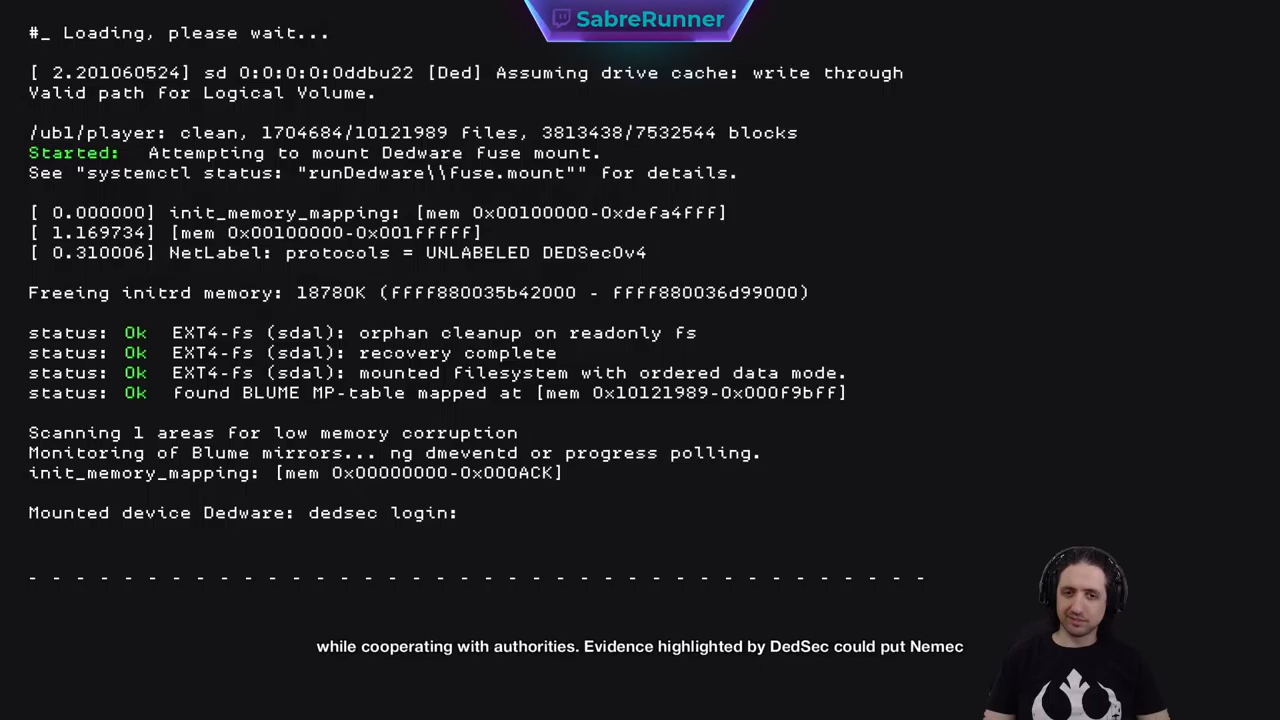 SabreRunner
#_ Loading, please wait...
[ 2.201060524] sd 0:0:0:0:0ddbu22 [Ded] Assuming drive cache: write through
Valid path for Logical Volume.
/ubl/player: clean, 1704684/10121989 files, 3813438/7532544 blocks
Started: Attempting to mount Dedware Fuse mount.
See "systemctl status: "runDedware\\fuse.mount"" for details.
[ 0.000000] init_memory_mapping: [mem 0x00100000-0xdefa4fff]
[ 1.169734] [mem 0x00100000-0x001fffff]
[ 0.310006] NetLabel: protocols = UNLABELED DEDSecOv4
Freeing initrd memory: 18780K (ffff880035b42000 - ffff880036d99000)
status: Ok EXT4-fs (sdal): orphan cleanup on readonly fs
status: Ok EXT4-fs (sdal): recovery complete
status: Ok EXT4-fs (sdal): mounted filesystem with ordered data mode.
status: Ok found BLUME MP-table mapped at [mem 0x10121989-0x000f9bff]
Scanning 1 areas for low memory corruption
Monitoring of Blume mirrors... ng dmeventd or progress polling.
init_memory_mapping: [mem 0x00000000-0x000ACK]
Mounted device Dedware: dedsec login:
- - - - - - - - - - - - - - - - - - - - - - - - - - - - - - - - - - - - - -
while cooperating with authorities. Evidence highlighted by DedSec could put Nemec